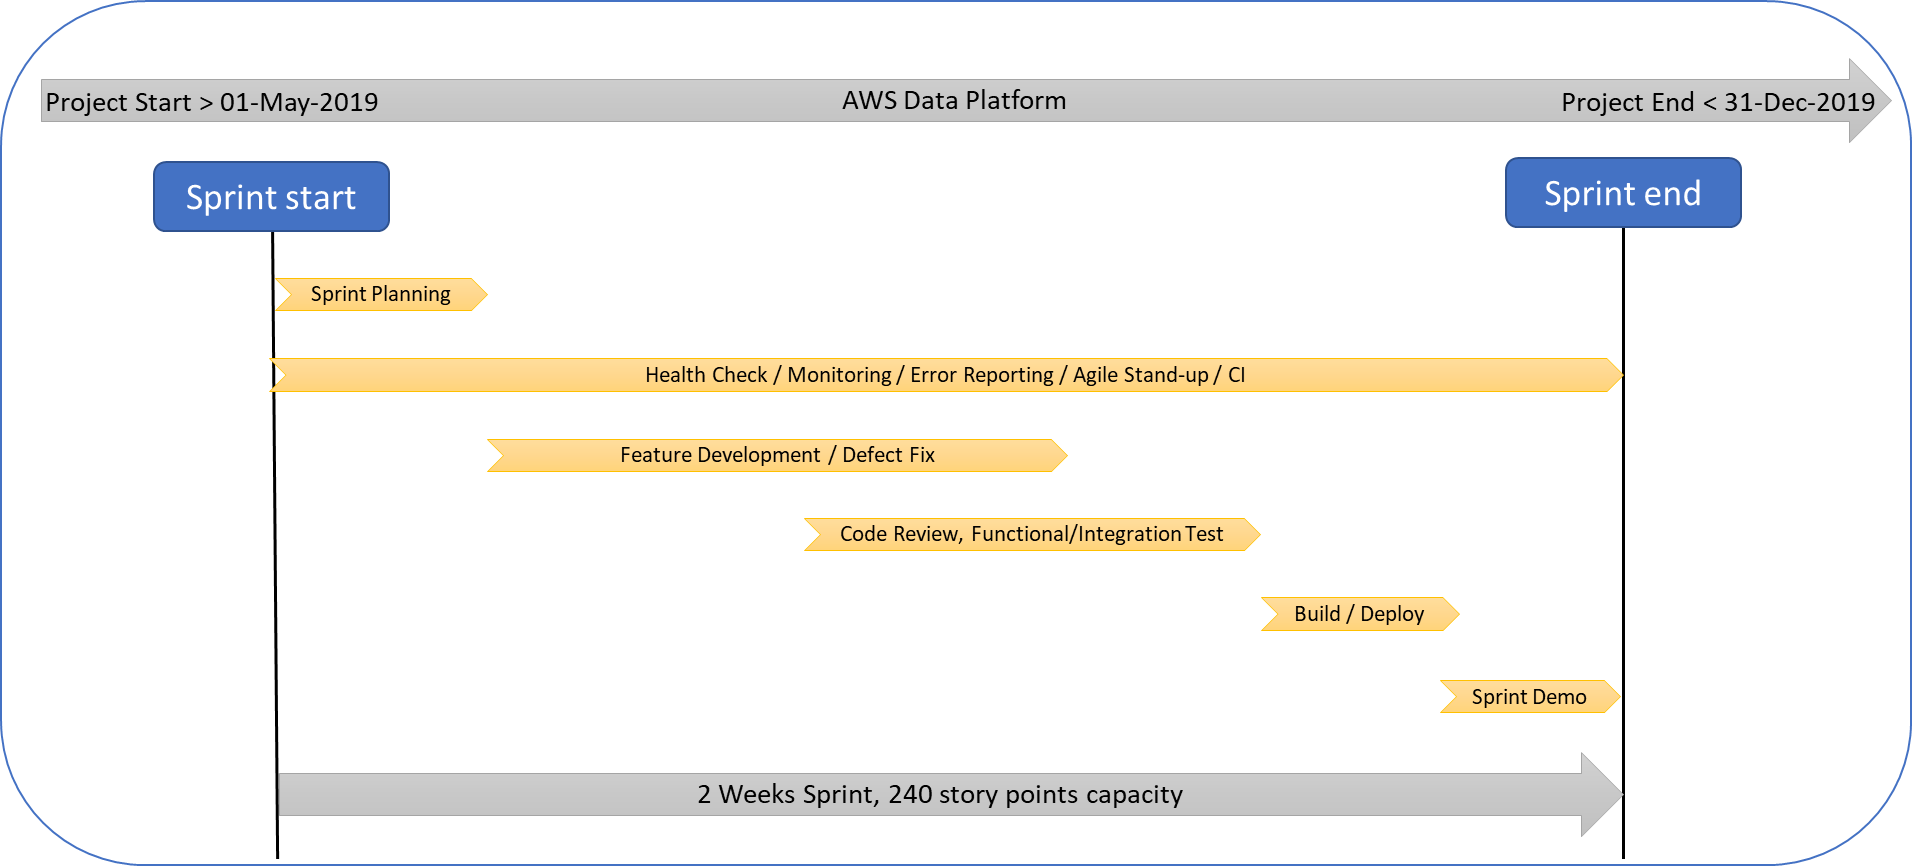 Project Start > 01-May-2019
AWS Data Platform
Project End < 31-Dec-2019
Sprint start
Sprint end
Sprint Planning
Health Check / Monitoring / Error Reporting / Agile Stand-up / CI
Feature Development / Defect Fix
Code Review, Functional/Integration Test
Build / Deploy
Sprint Demo
2 Weeks Sprint, 240 story points capacity